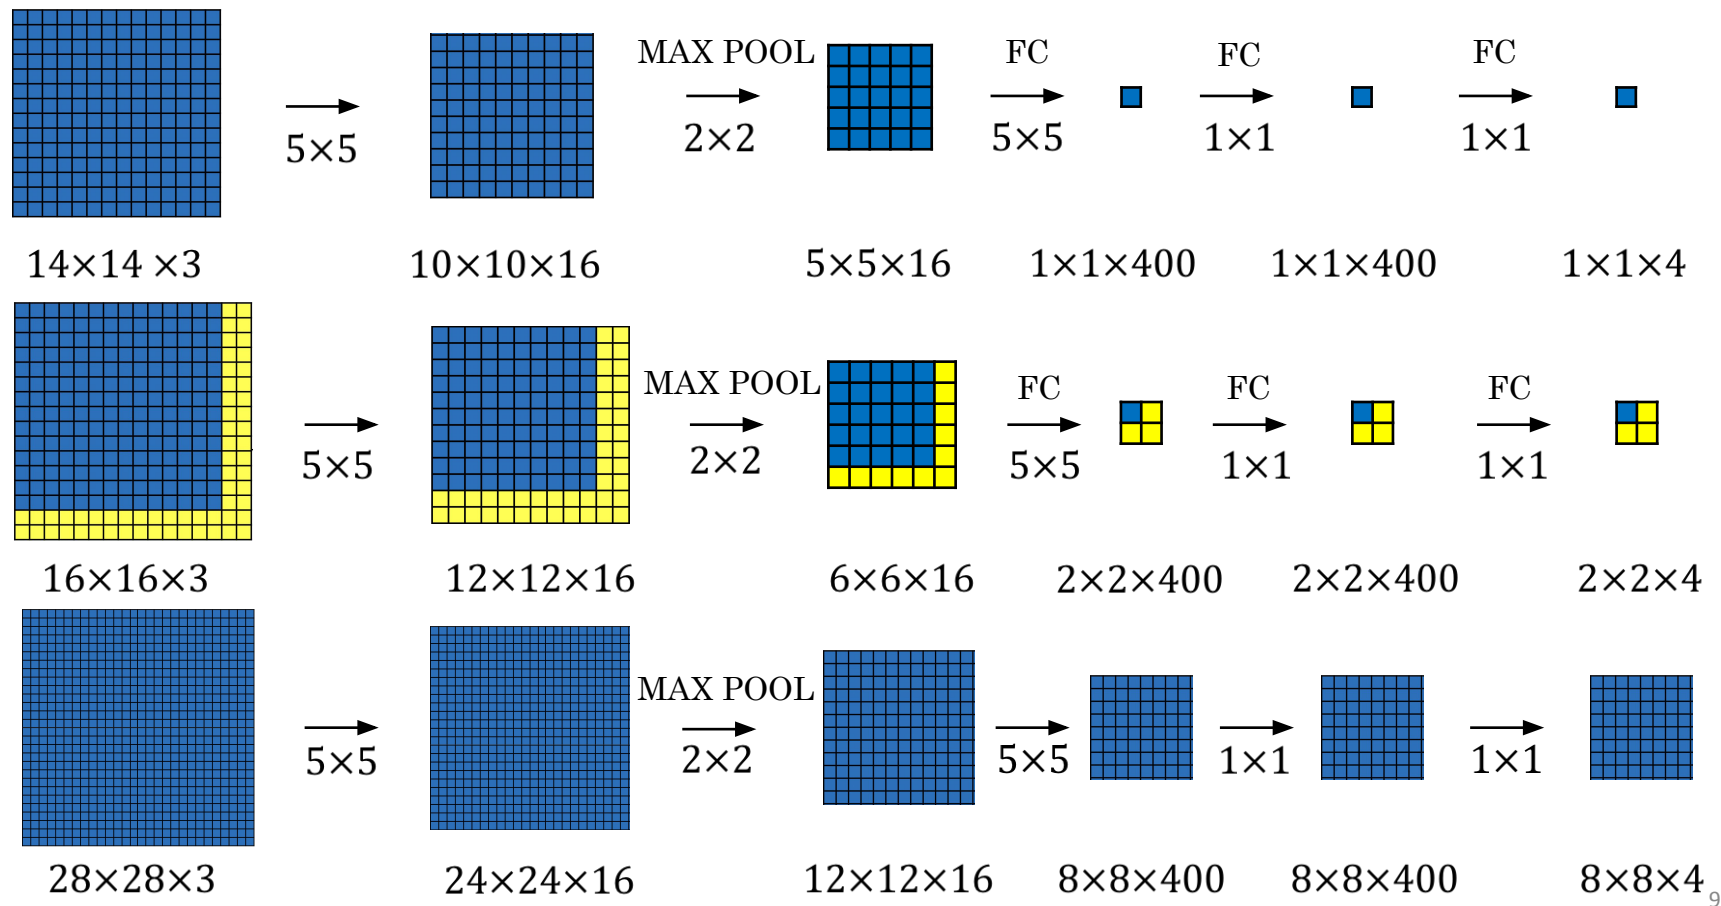 MAX POOL FC FC FC
5×5 2×2 5×5 1×1 1×1
14×14 ×3 10×10×16 5×5×16 1×1×400 1×1×400 1×1×4
MAX POOL FC FC FC
5×5 2×2 5×5 1×1 1×1
16×16×3 12×12×16 6×6×16 2×2×400 2×2×400 2×2×4
MAX POOL
5×5 2×2 5×5 1×1 1×1
28×28×3 24×24×16 12×12×16 8×8×400 8×8×400 8×8×4
9